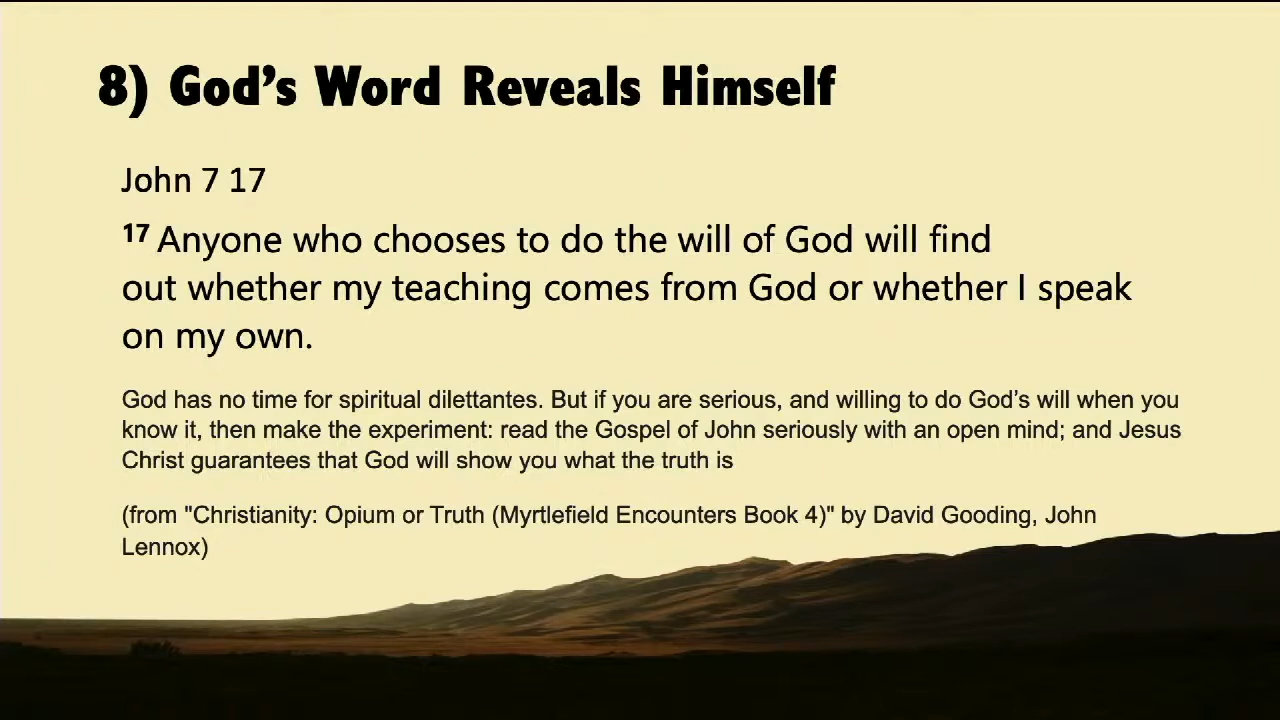 8) God’s Word Reveals Himself
John 7 17
17 Anyone who chooses to do the will of God will find
out whether my teaching comes from God or whether I speak
on my own.
God has no time for spiritual dilettantes. But if you are serious, and willing to do God’s will when you
know it, then make the experiment: read the Gospel of John seriously with an open mind; and Jesus
Christ guarantees that God will show you what the truth is
(from "Christianity: Opium or Truth (Myrtlefield Encounters Book 4)" by David Gooding, John
Lennox)